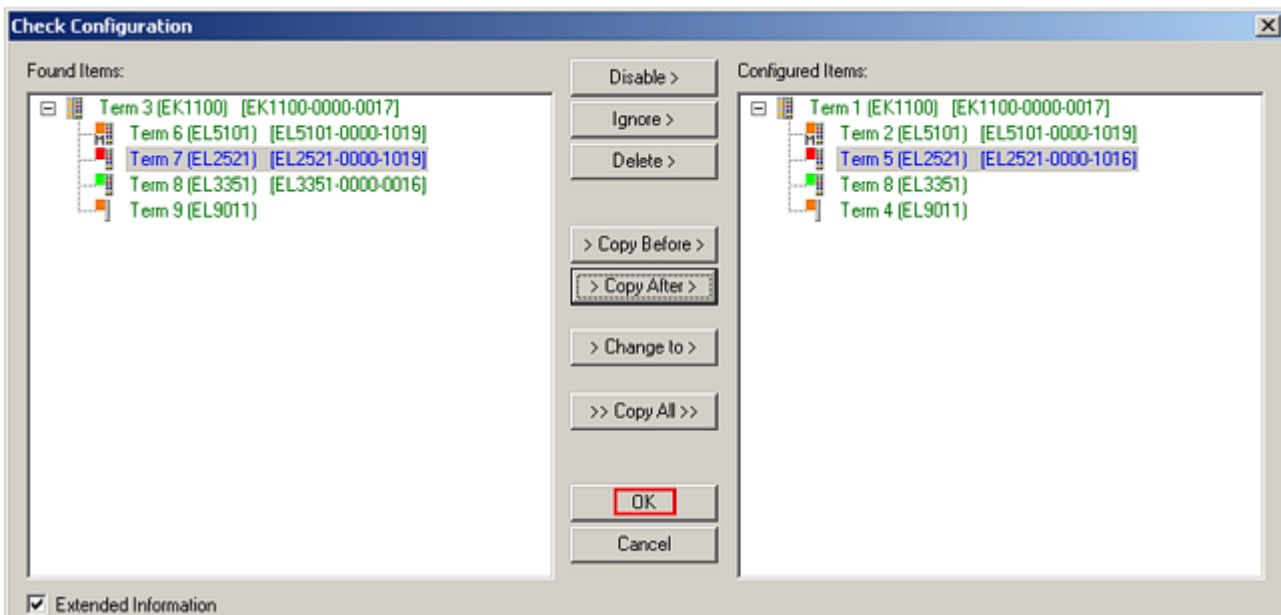 Check Configuration
Found Items:
Term 3 (EK1100) [EK1100-0000-0017]
Term 6 (EL5101) [EL5101-0000-1019]
Term 7 (EL2521) [EL2521-0000-1019]
Term 8 (EL3351) [EL3351-0000-0016]
Term 9 (EL9011)
Disable >
Ignore >
Delete >
> Copy Before >
> Copy After >
> Change to >
>> Copy All >>
OK
Cancel
Configured Items:
Term 1 (EK1100) [EK1100-0000-0017]
Term 2 (EL5101) [EL5101-0000-1019]
Term 5 (EL2521) [EL2521-0000-1016]
Term 8 (EL3351)
Term 4 (EL9011)
Extended Information